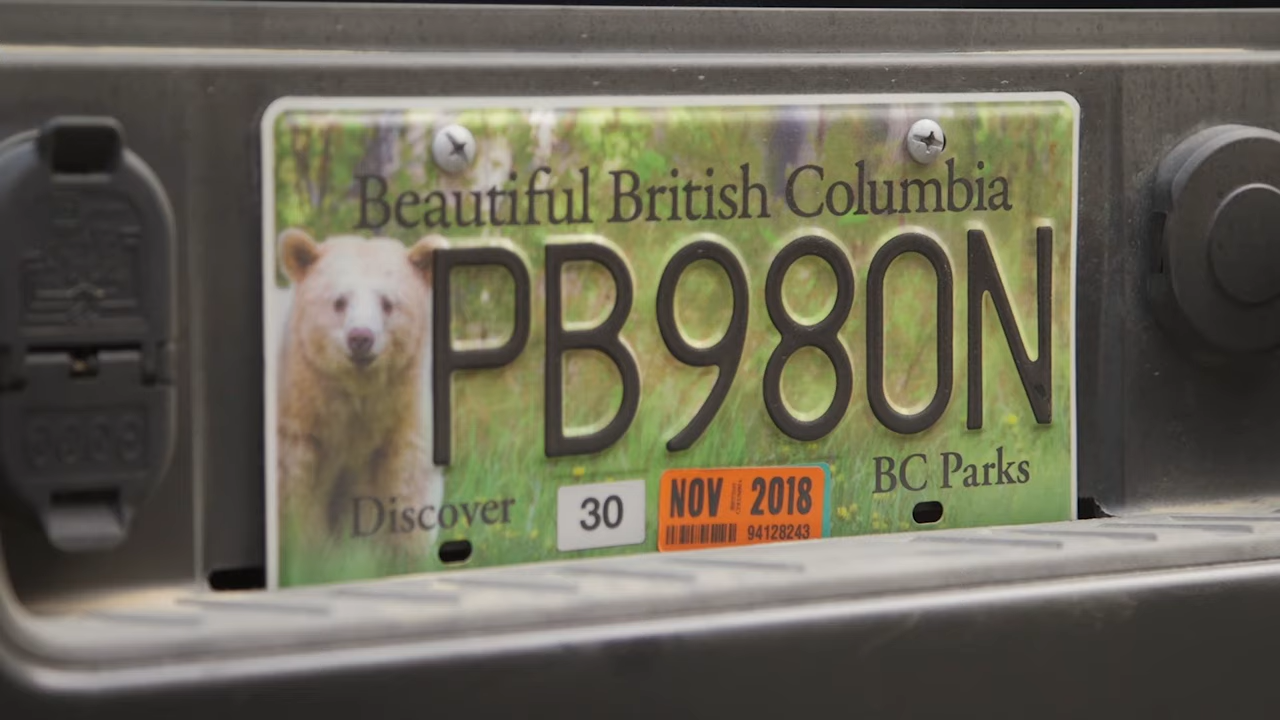 Beautiful British Columbia
PB980N
Discover
30
NOV 2018
94128243
BC Parks